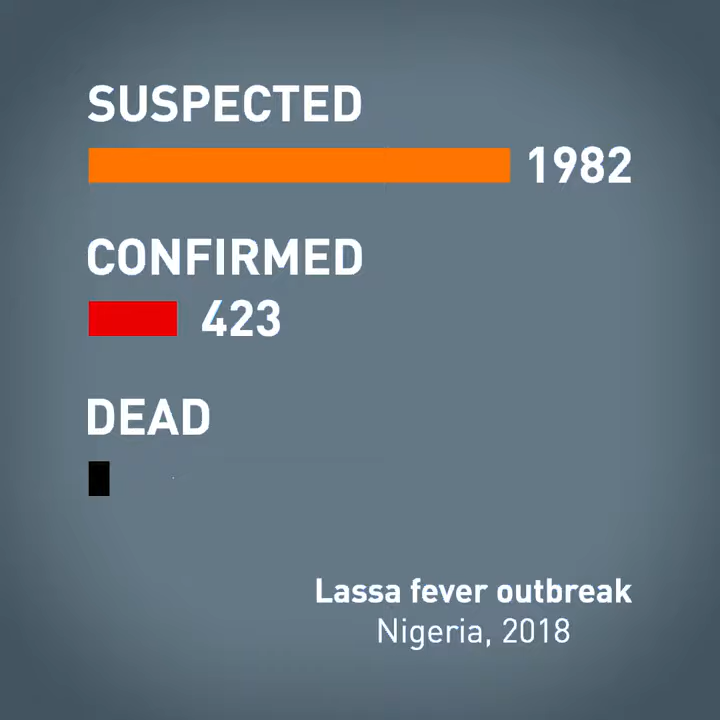 SUSPECTED
1982
CONFIRMED
423
DEAD
Lassa fever outbreak
Nigeria, 2018